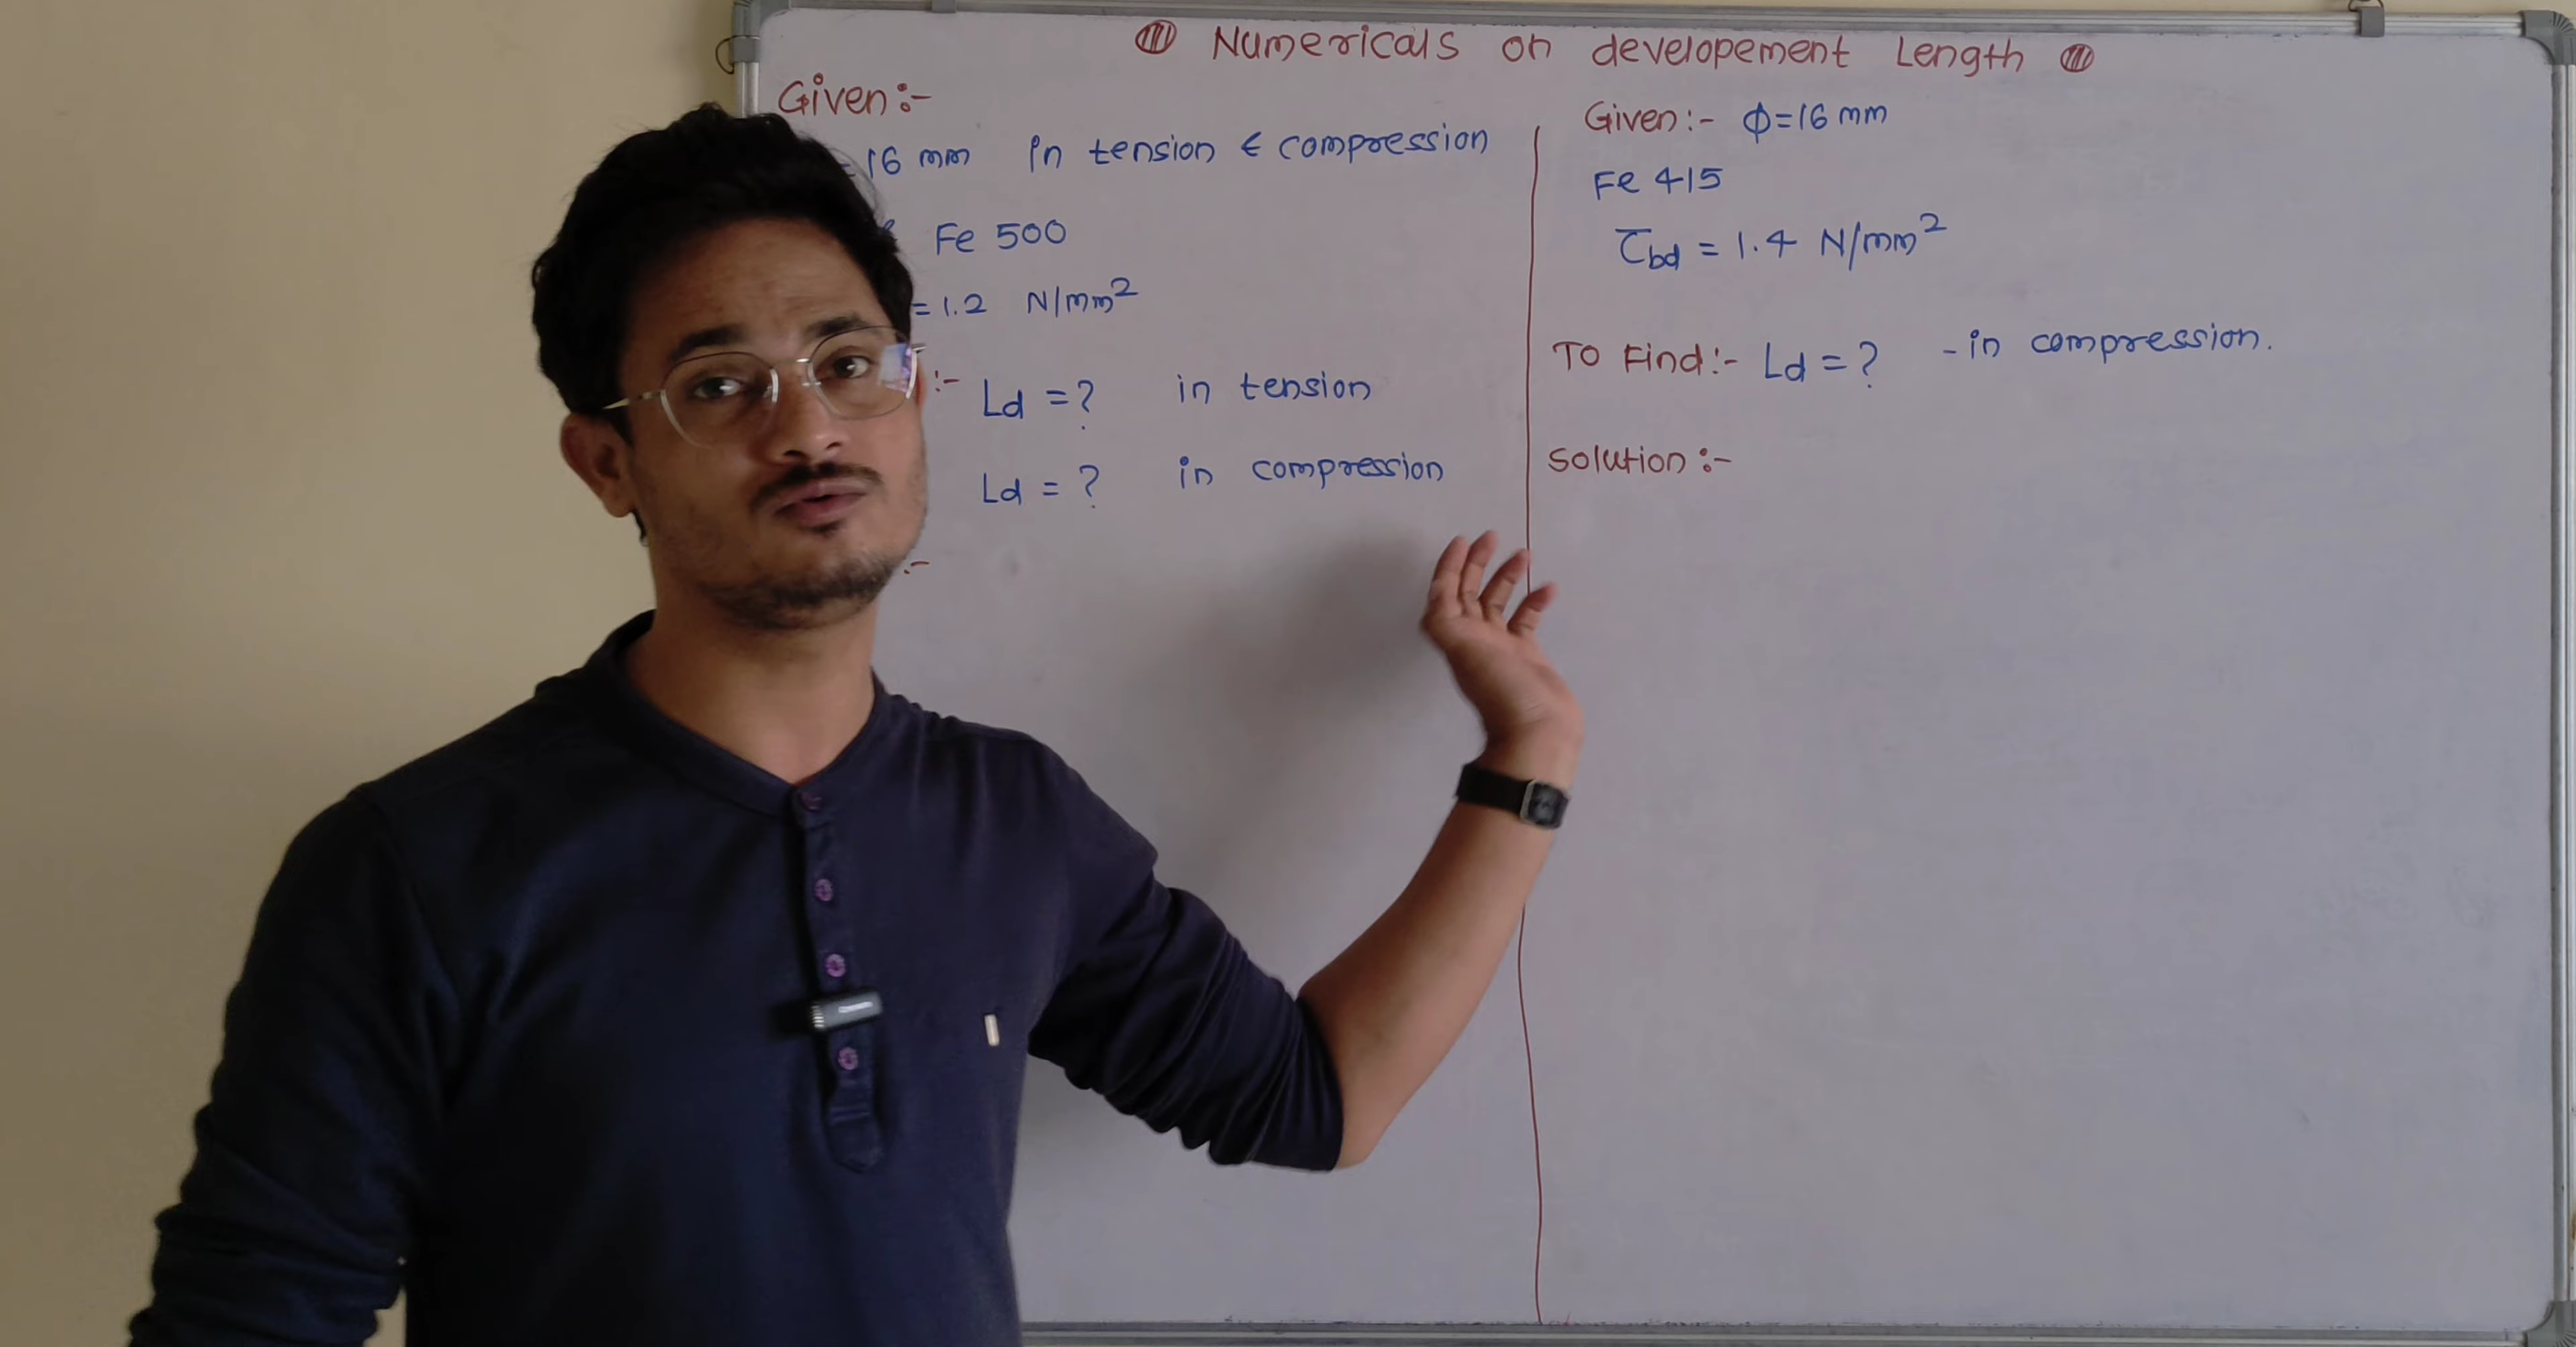 Numericals on developement Length
Given:-
=16 mm in tension & compression
Fe 500
=1.2 N/mm²
:- Ld =? in tension
Ld = ? in compression
:-
Given:- ϕ=16 mm
Fe 415
τbd = 1.4 N/mm²
To Find:- Ld = ? - in compression.
Solution:-